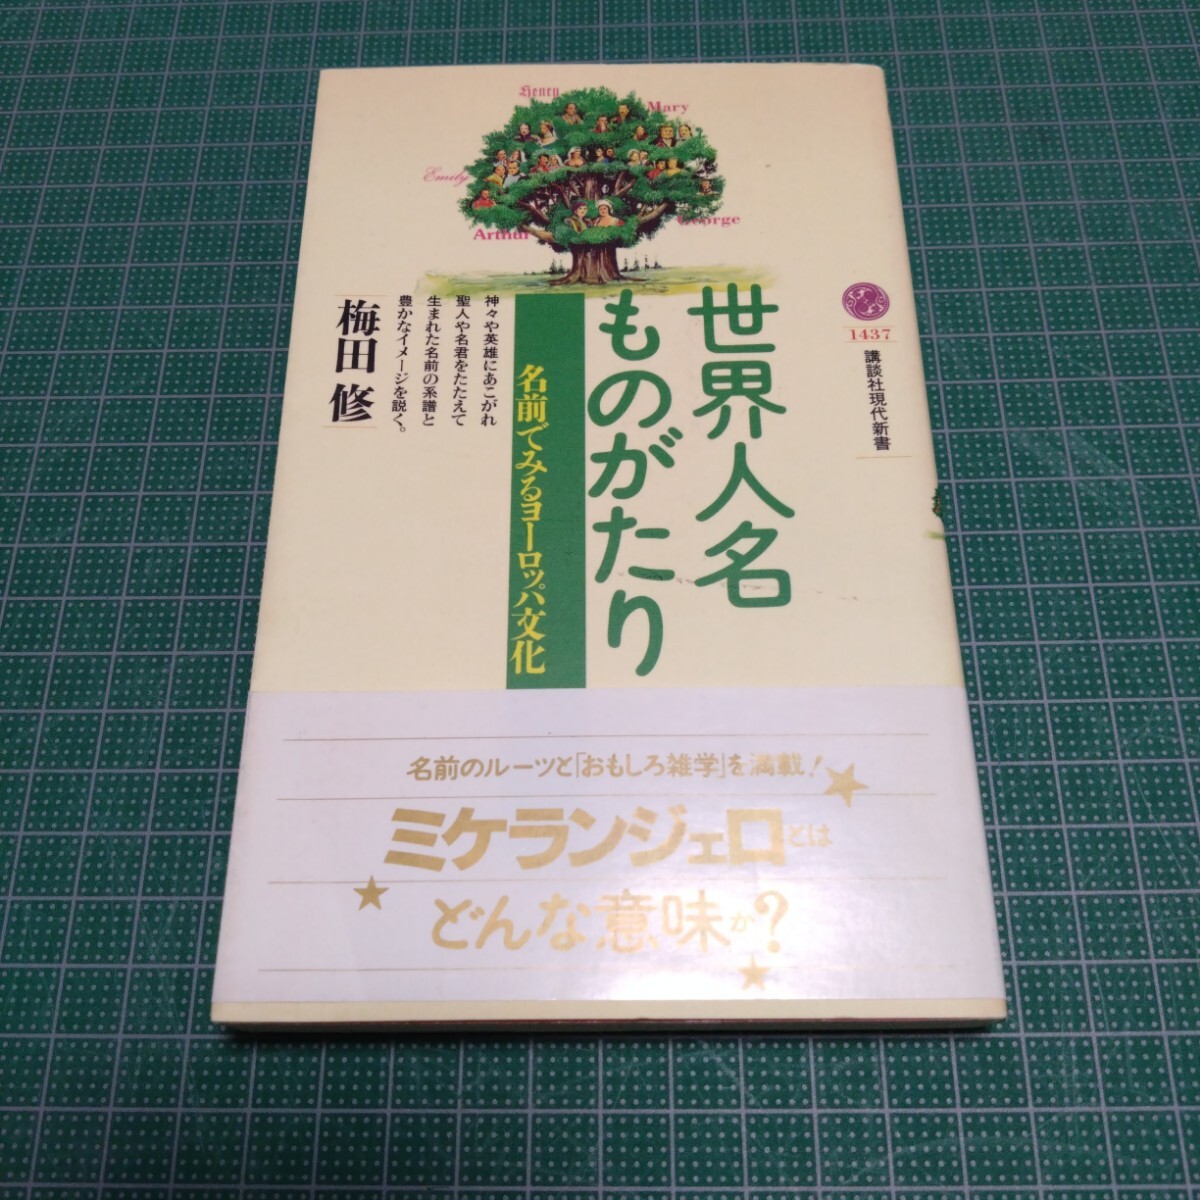 Henry
Mary
Emily
George
Arthur
世界人名
ものがたり
名前でみるヨーロッパ文化
神々や英雄にあこがれ
聖人や名君をたたえて
生まれた名前の系譜と
豊かなイメージを説く。
梅田 修
1437
講談社現代新書
名前のルーツと「おもしろ雑学」を満載!
ミケランジェロとは
どんな意味か?